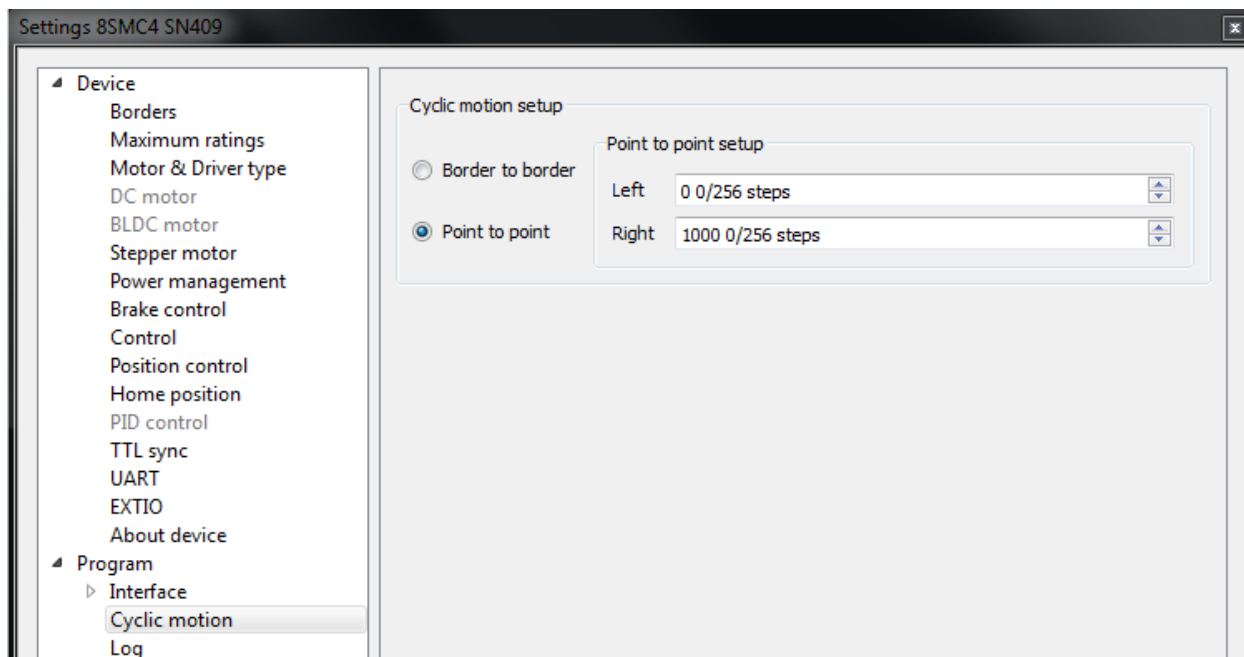 Settings 8SMC4 SN409
Device
Borders
Maximum ratings
Motor & Driver type
DC motor
BLDC motor
Stepper motor
Power management
Brake control
Control
Position control
Home position
PID control
TTL sync
UART
EXTIO
About device
Program
Interface
Cyclic motion
Log
Cyclic motion setup
Border to border
Point to point
Point to point setup
Left 0 0/256 steps
Right 1000 0/256 steps